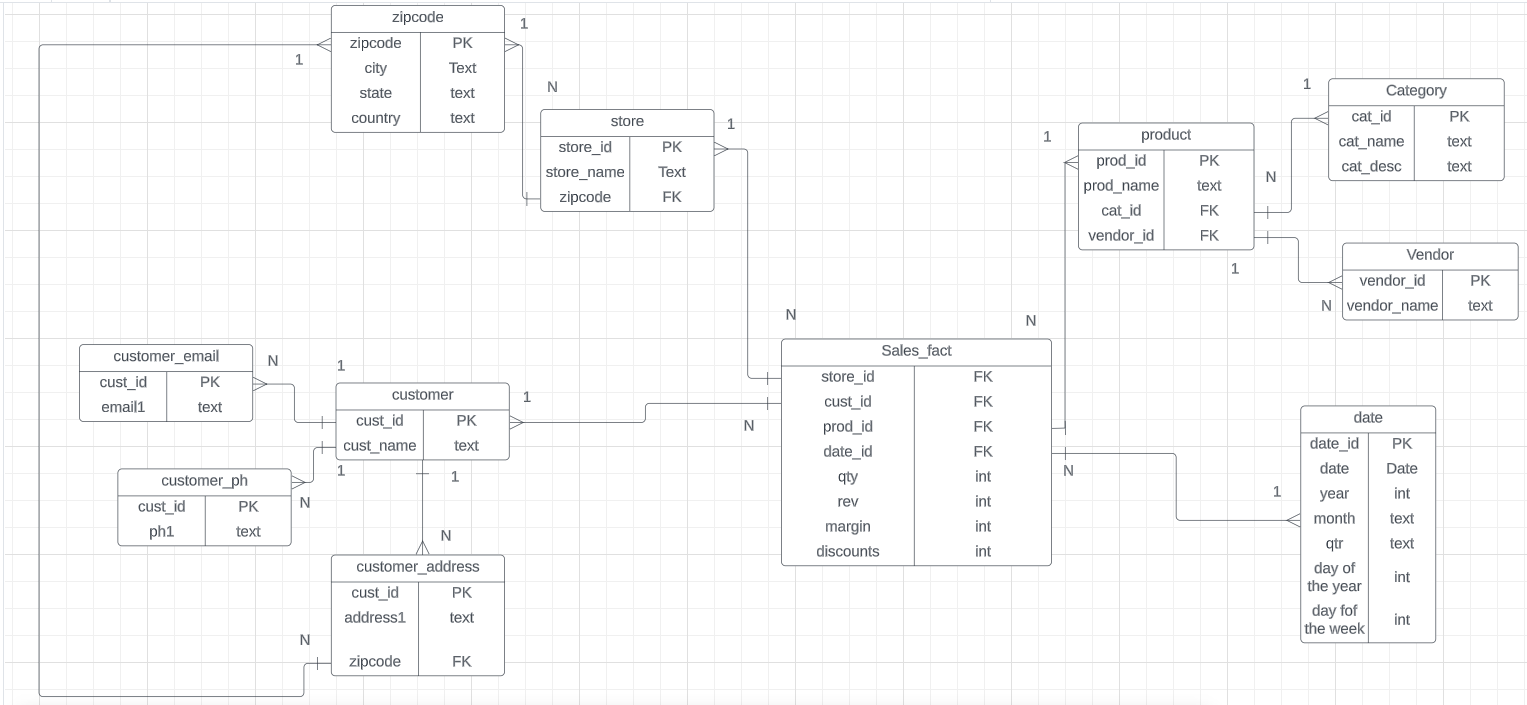 zipcode
zipcode PK
city Text
state text
country text
1
1
N
store
store_id PK
store_name Text
zipcode FK
1
product
prod_id PK
prod_name text
cat_id FK
vendor_id FK
1
N
1
Category
cat_id PK
cat_name text
cat_desc text
1
Vendor
vendor_id PK
vendor_name text
1
N
N
N
Sales_fact
store_id FK
cust_id FK
prod_id FK
date_id FK
qty int
rev int
margin int
discounts int
N
N
customer_email
cust_id PK
email1 text
N
1
customer
cust_id PK
cust_name text
1
1
1
customer_ph
cust_id PK
ph1 text
N
N
customer_address
cust_id PK
address1 text
zipcode FK
N
date
date_id PK
date Date
year int
month text
qtr text
day of
the year int
day fof
the week int
1